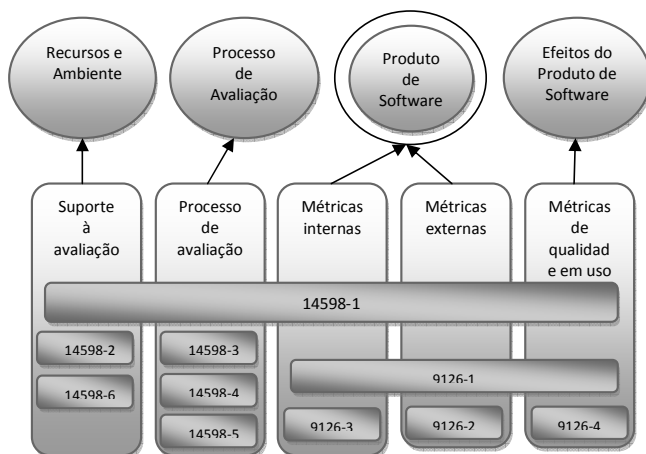 Recursos e
Ambiente
Processo
de
Avaliação
Produto
de
Software
Efeitos do
Produto de
Software
Suporte
à
avaliação
Processo
de
avaliação
Métricas
internas
Métricas
externas
Métricas
de
qualidad
e em uso
14598-1
14598-2
14598-3
9126-1
14598-6
14598-4
14598-5
9126-3
9126-2
9126-4